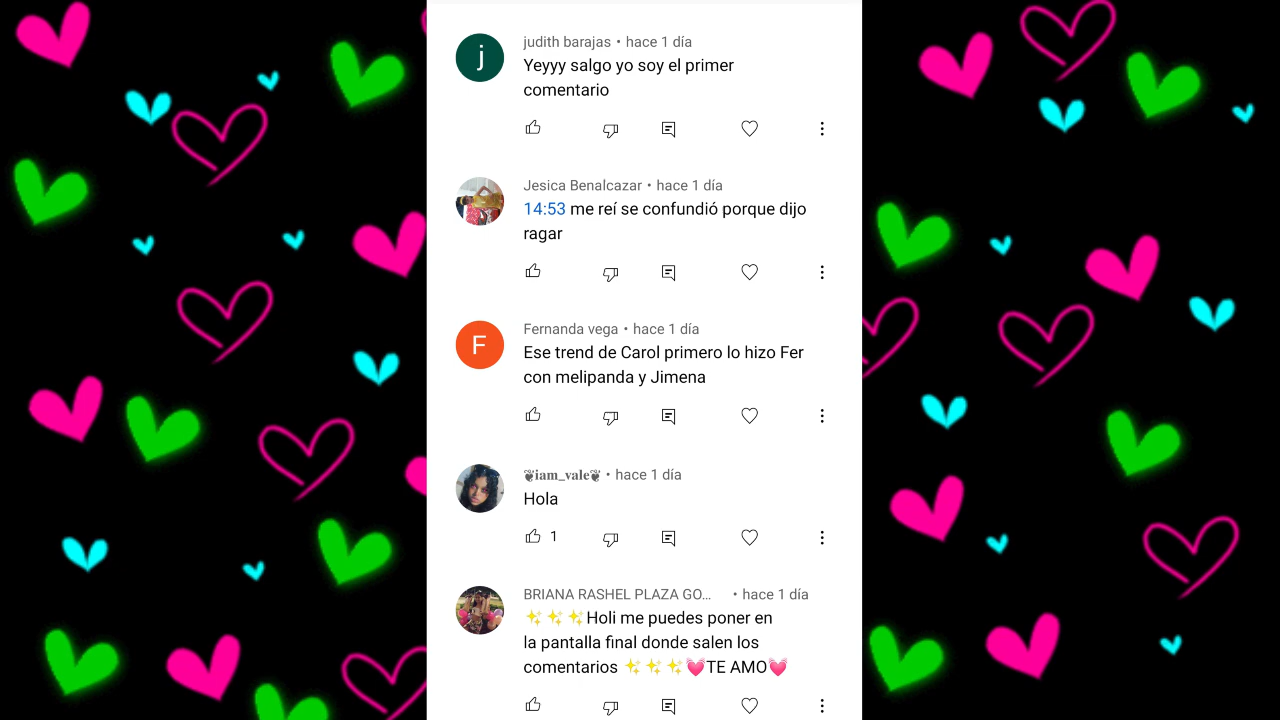 j
judith barajas • hace 1 día
Yeyyy salgo yo soy el primer
comentario
Jesica Benalcazar • hace 1 día
14:53 me reí se confundió porque dijo
ragar
F
Fernanda vega • hace 1 día
Ese trend de Carol primero lo hizo Fer
con melipanda y Jimena
❦𝐢𝐚𝐦_𝐯𝐚𝐥𝐞❦ • hace 1 día
Hola
1
BRIANA RASHEL PLAZA GO... • hace 1 día
✨✨✨Holi me puedes poner en
la pantalla final donde salen los
comentarios ✨✨✨💓TE AMO💓